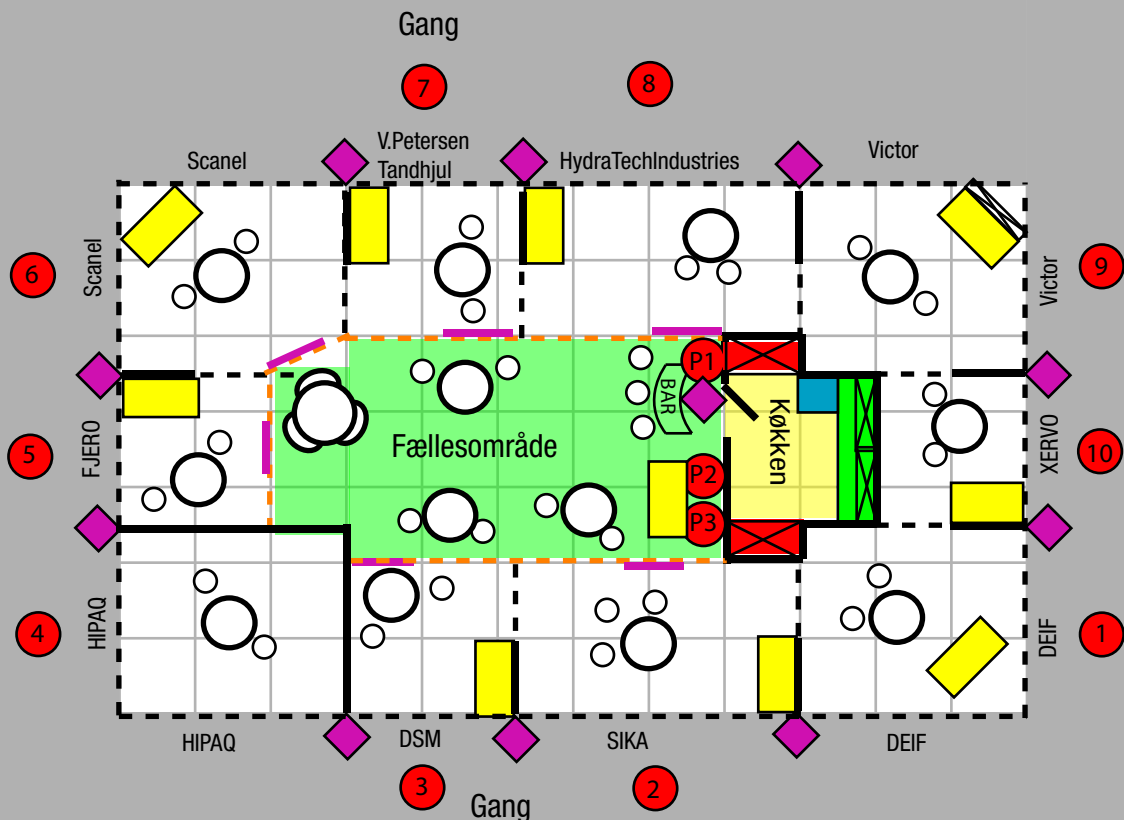 Gang
7
8
V.Petersen
Tandhjul
Scanel
HydraTechIndustries
Victor
6
Scanel
Victor
9
P1
BAR
Køkken
Fællesområde
5
FJERO
XERVO
10
P2
P3
4
HIPAQ
DEIF
1
HIPAQ
DSM
SIKA
DEIF
3
2
Gang